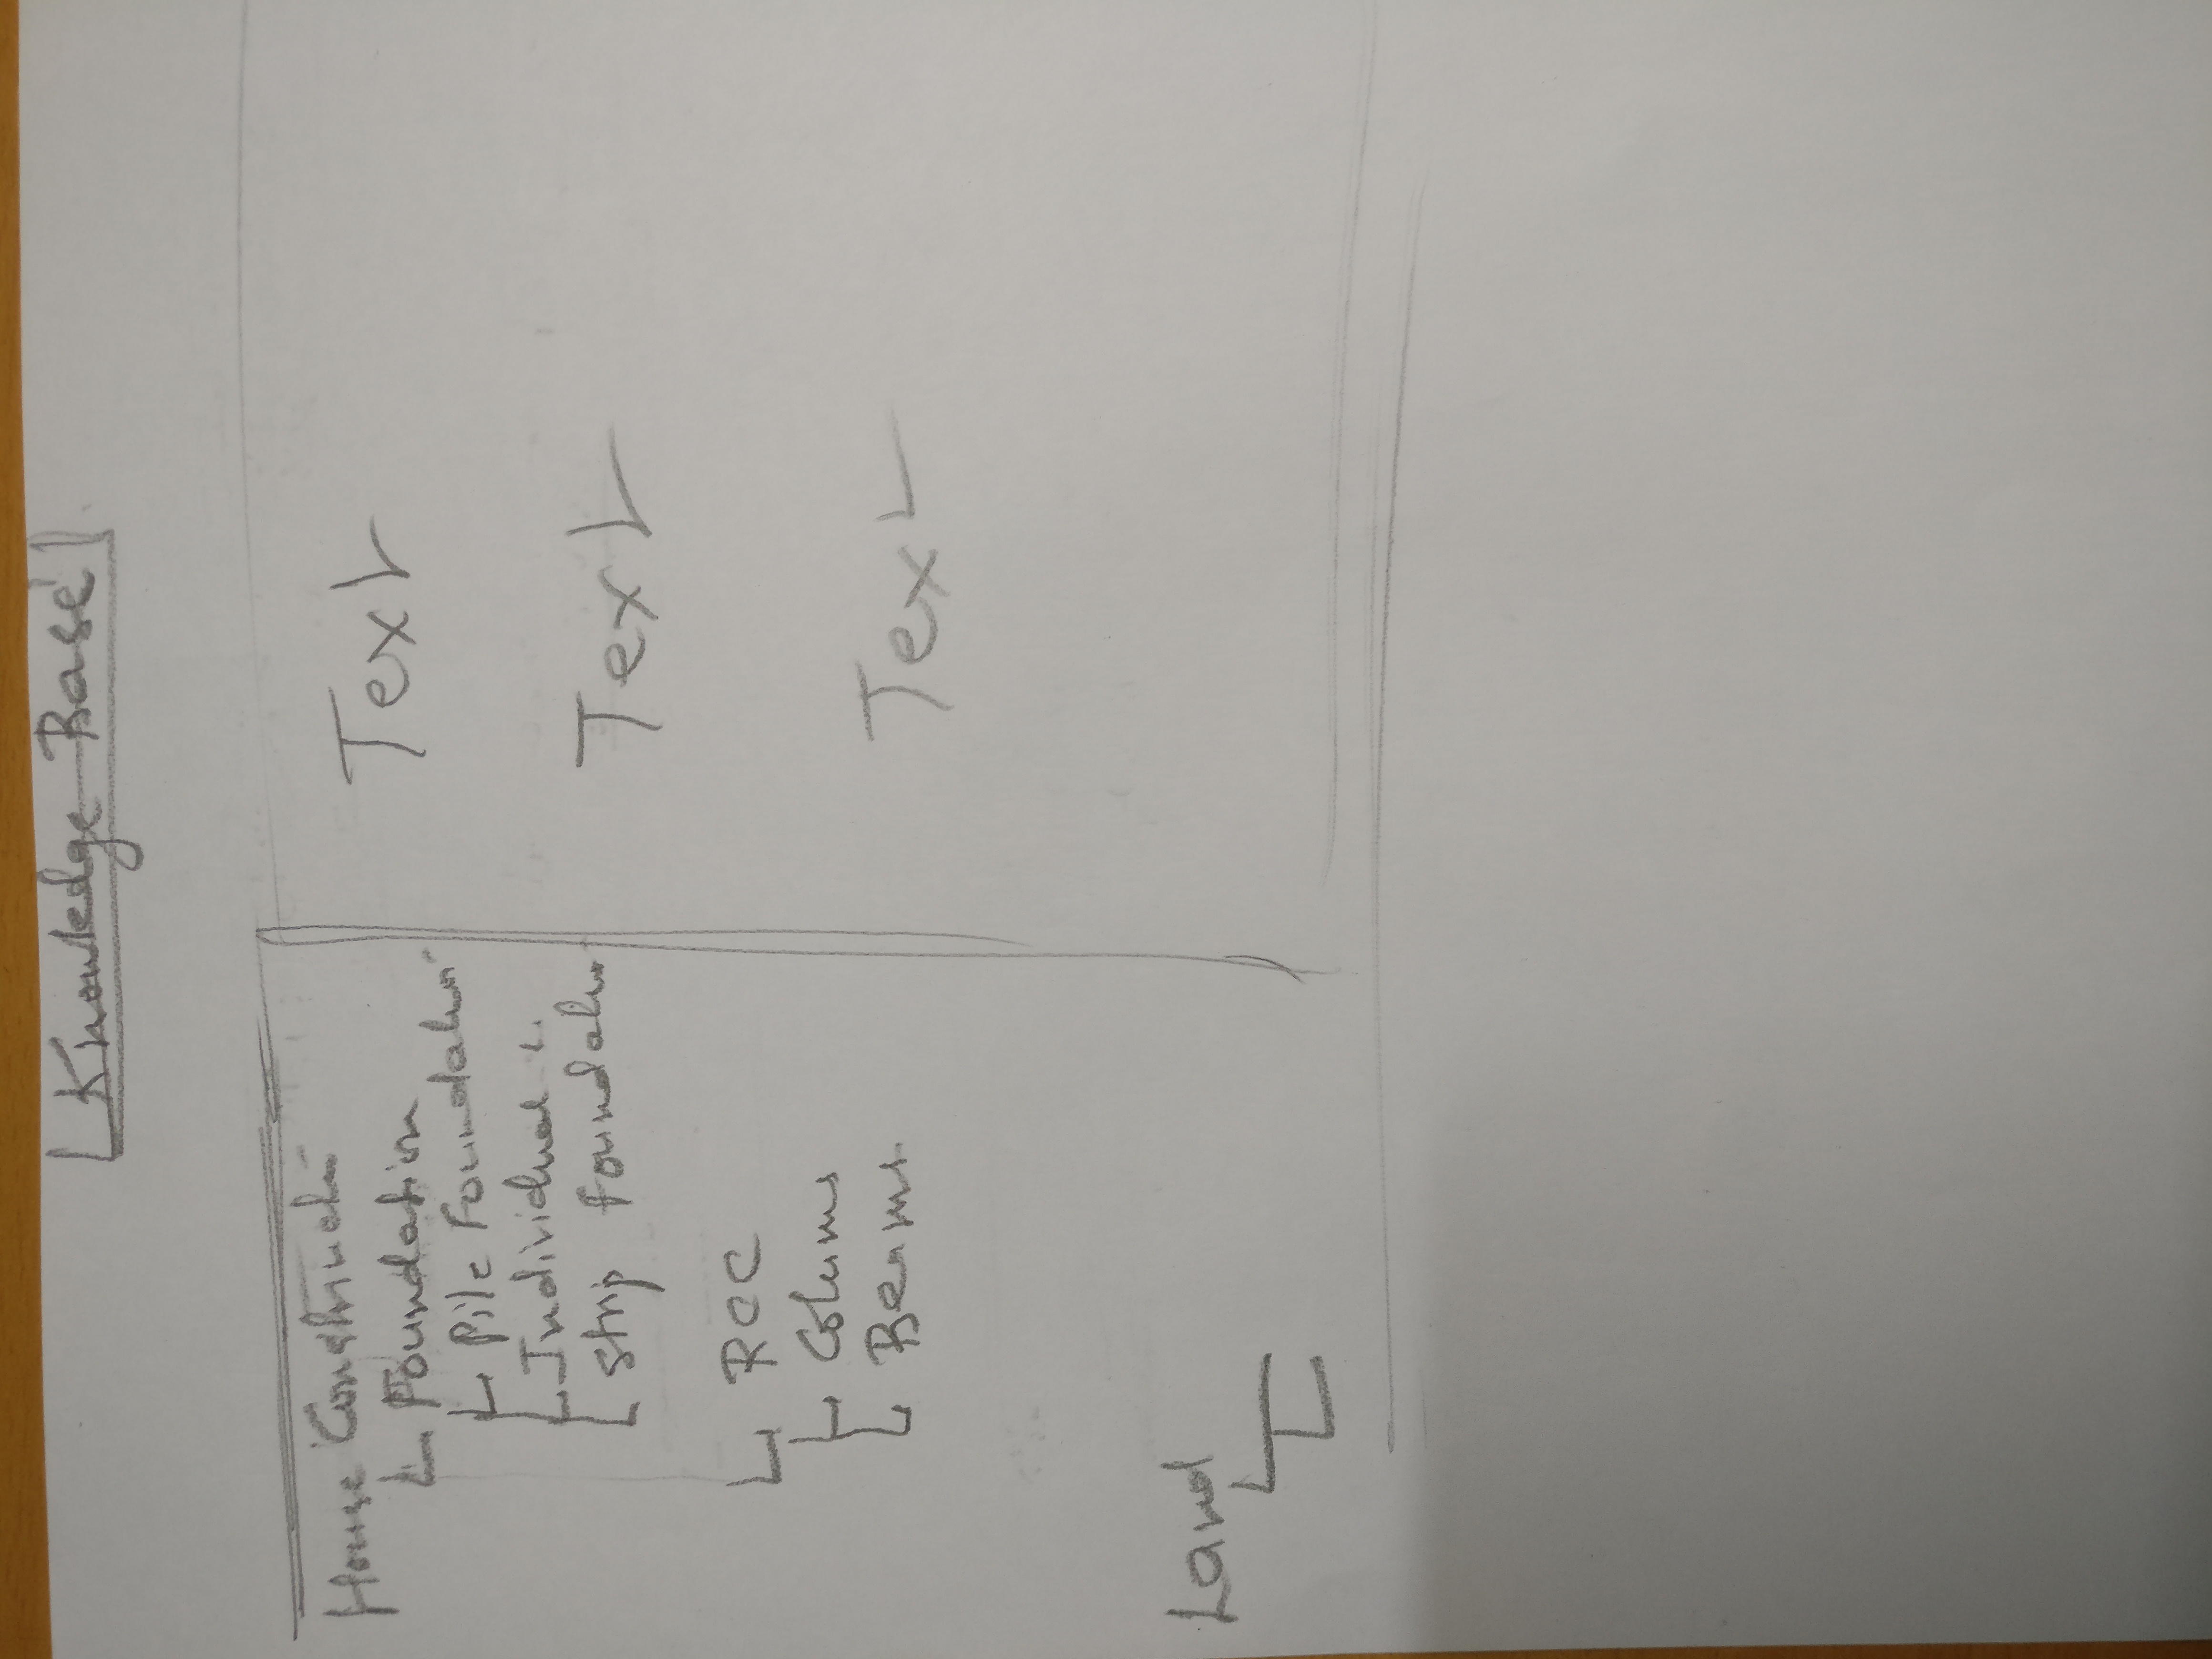 Knowledge Base
House Construction
Foundation
Pile Foundation
Individual "
Strip foundation
RCC
Colums
Beams.
Land
Text
Text
Text